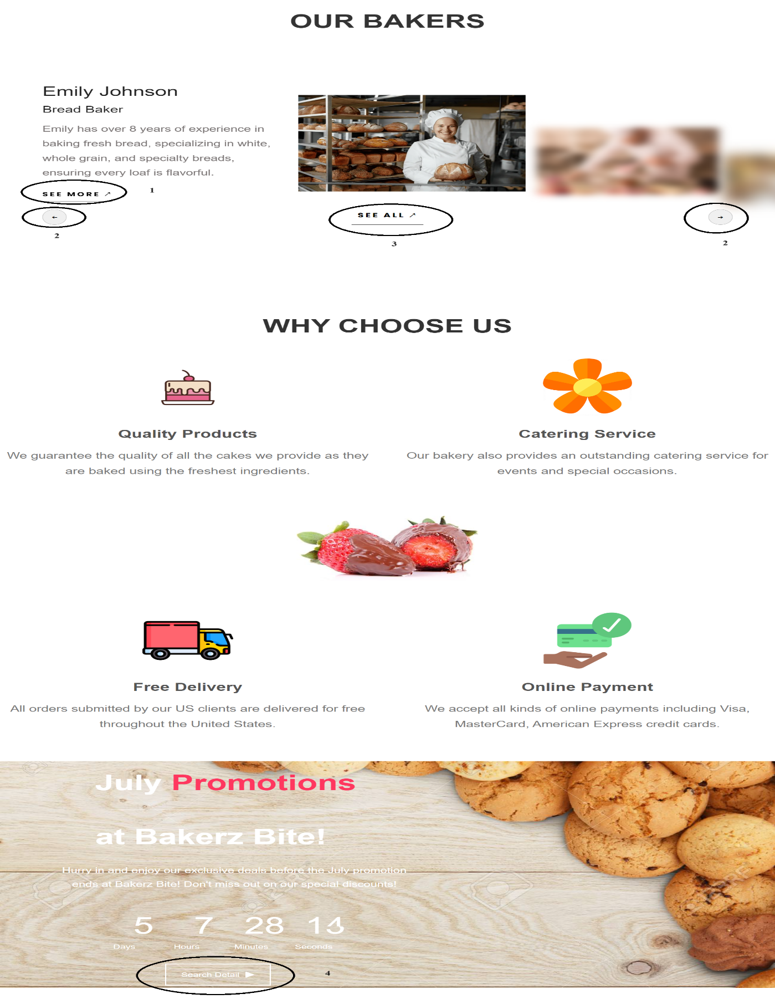 OUR BAKERS
Emily Johnson
Bread Baker
Emily has over 8 years of experience in
baking fresh bread, specializing in white,
whole grain, and specialty breads,
ensuring every loaf is flavorful.
SEE MORE ↗
1
←
2
SEE ALL ↗
3
→
2
WHY CHOOSE US
Quality Products
We guarantee the quality of all the cakes we provide as they
are baked using the freshest ingredients.
Catering Service
Our bakery also provides an outstanding catering service for
events and special occasions.
Free Delivery
All orders submitted by our US clients are delivered for free
throughout the United States.
Online Payment
We accept all kinds of online payments including Visa,
MasterCard, American Express credit cards.
July Promotions
at Bakerz Bite!
Hurry in and enjoy our exclusive deals before the July promotion
ends at Bakerz Bite! Don't miss out on our special discounts!
5 7 28
Days Hours Minutes Seconds
Search Detail ▶
4